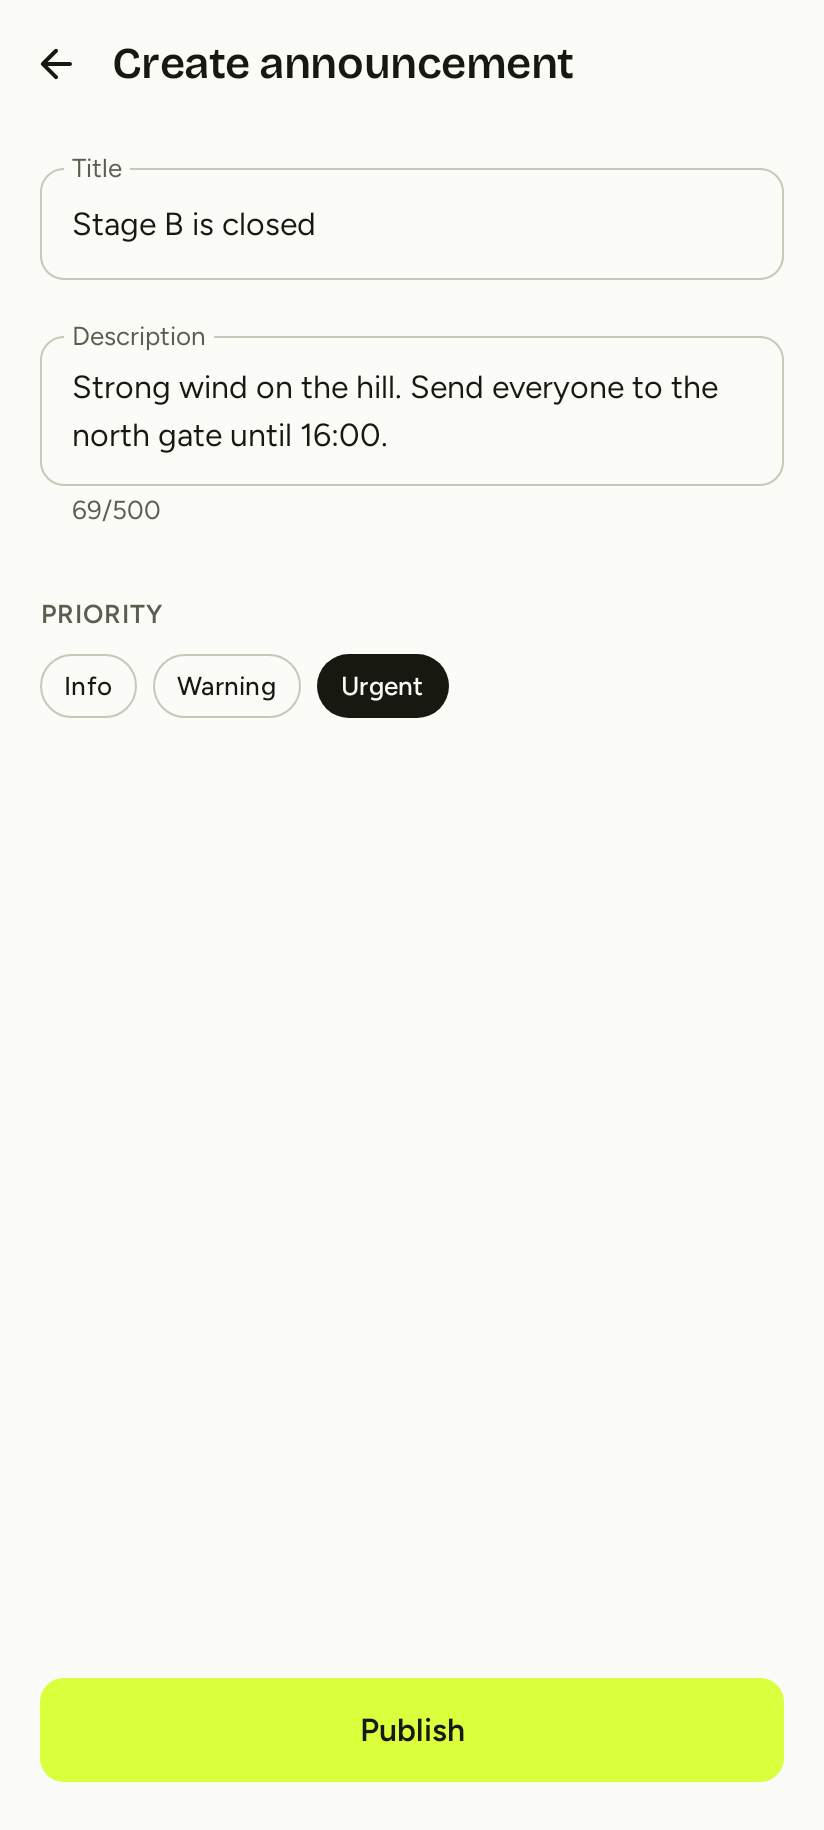 Create announcement
Title
Stage B is closed
Description
Strong wind on the hill. Send everyone to the
north gate until 16:00.
69/500
PRIORITY
Info
Warning
Urgent
Publish